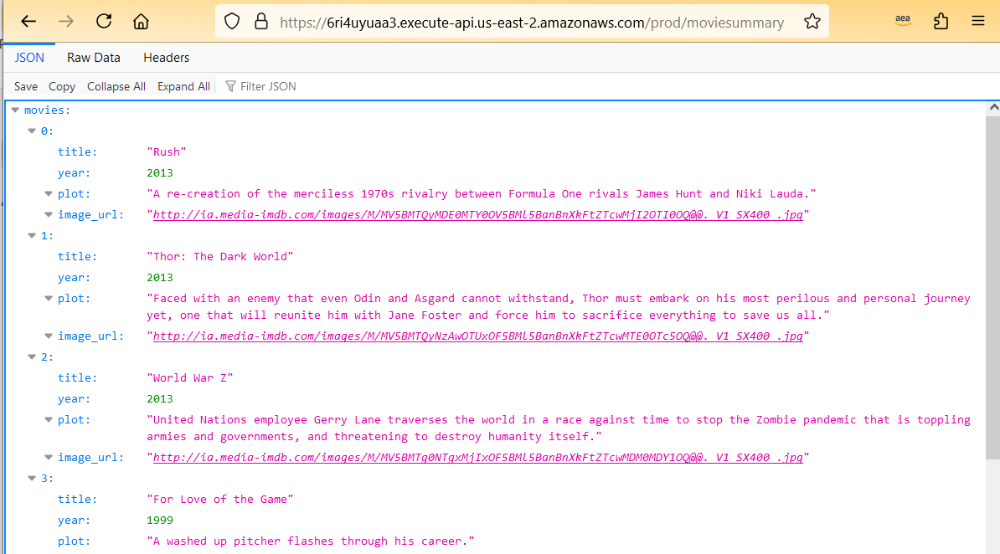 https://6ri4uyuaa3.execute-api.us-east-2.amazonaws.com/prod/moviesummary
aea
JSON Raw Data Headers
Save Copy Collapse All Expand All Filter JSON
movies:
0:
title: "Rush"
year: 2013
plot: "A re-creation of the merciless 1970s rivalry between Formula One rivals James Hunt and Niki Lauda."
image_url: "http://ia.media-imdb.com/images/M/MV5BMTQyMDE0MTY0OV5BMl5BanBnXkFtZTcwMjI2OTI0OQ@@._V1_SX400_.jpg"
1:
title: "Thor: The Dark World"
year: 2013
plot: "Faced with an enemy that even Odin and Asgard cannot withstand, Thor must embark on his most perilous and personal journey
yet, one that will reunite him with Jane Foster and force him to sacrifice everything to save us all."
image_url: "http://ia.media-imdb.com/images/M/MV5BMTQyNzAwOTUxOF5BMl5BanBnXkFtZTcwMTE0OTc5OQ@@._V1_SX400_.jpg"
2:
title: "World War Z"
year: 2013
plot: "United Nations employee Gerry Lane traverses the world in a race against time to stop the Zombie pandemic that is toppling
armies and governments, and threatening to destroy humanity itself."
image_url: "http://ia.media-imdb.com/images/M/MV5BMTg0NTgxMjIxOF5BMl5BanBnXkFtZTcwMDM0MDY1OQ@@._V1_SX400_.jpg"
3:
title: "For Love of the Game"
year: 1999
plot: "A washed up pitcher flashes through his career."